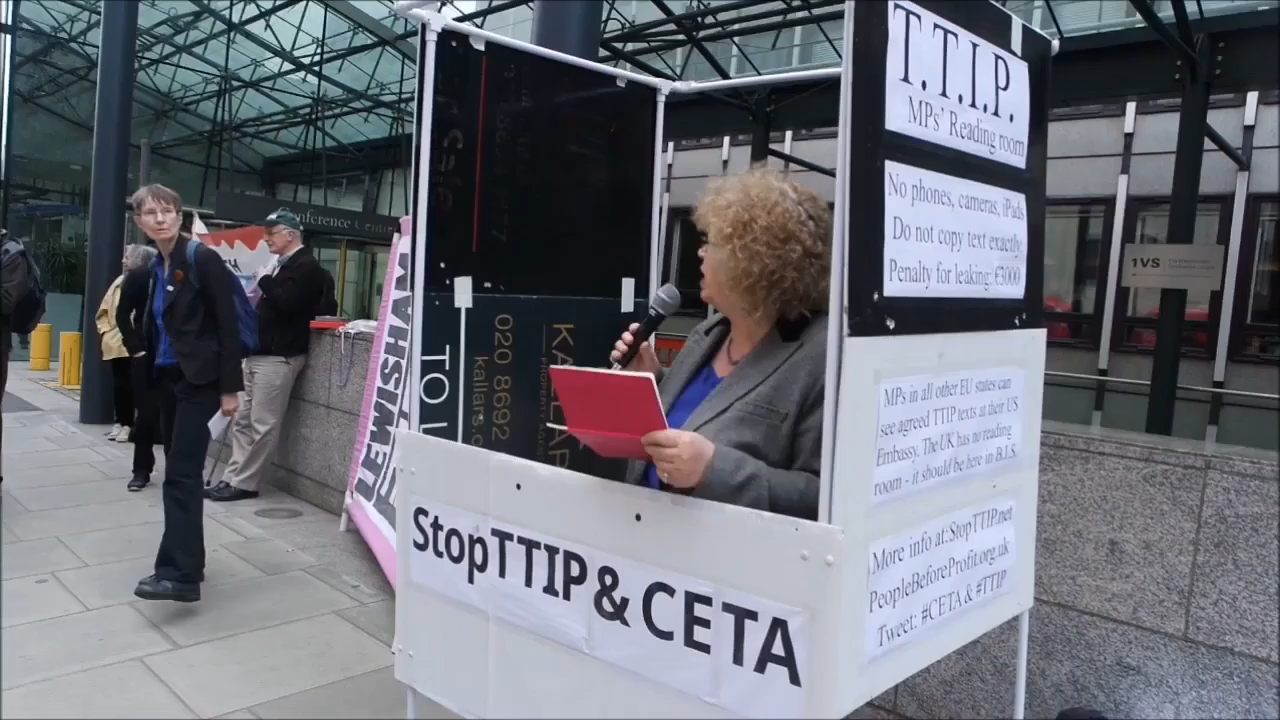 T.T.I.P.
MPs' Reading room
No phones, cameras, iPads
Do not copy text exactly.
Penalty for leaking: €3000
MPs in all other EU states can
see agreed TTIP texts at their US
Embassy. The UK has no reading
room - it should be here in B.I.S.
More info at: StopTTIP.net
PeopleBeforeProfit.org.uk
Tweet: #CETA & #TTIP
StopTTIP & CETA
LEWISHAM
TO L
020 8692
kallars.c
Conference Centre
1VS